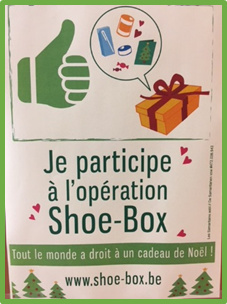 Je participe
à l'opération
Shoe-Box
Tout le monde a droit à un cadeau de Noël !
www.shoe-box.be